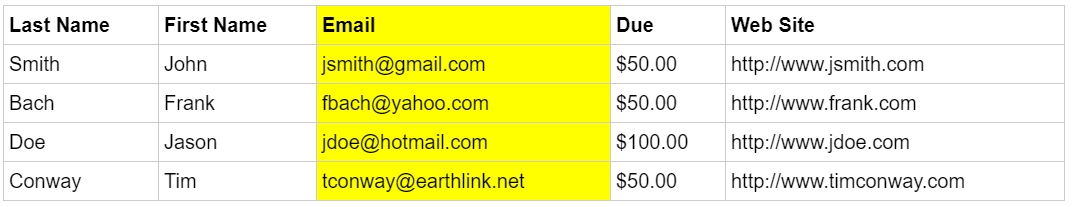 Last Name First Name Email Due Web Site
Smith John jsmith@gmail.com $50.00 http://www.jsmith.com
Bach Frank fbach@yahoo.com $50.00 http://www.frank.com
Doe Jason jdoe@hotmail.com $100.00 http://www.jdoe.com
Conway Tim tconway@earthlink.net $50.00 http://www.timconway.com